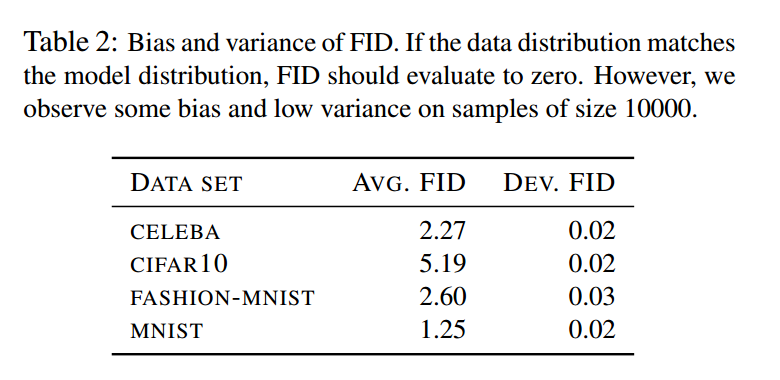 Table 2: Bias and variance of FID. If the data distribution matches
the model distribution, FID should evaluate to zero. However, we
observe some bias and low variance on samples of size 10000.
DATA SET AVG. FID DEV. FID
CELEBA 2.27 0.02
CIFAR10 5.19 0.02
FASHION-MNIST 2.60 0.03
MNIST 1.25 0.02